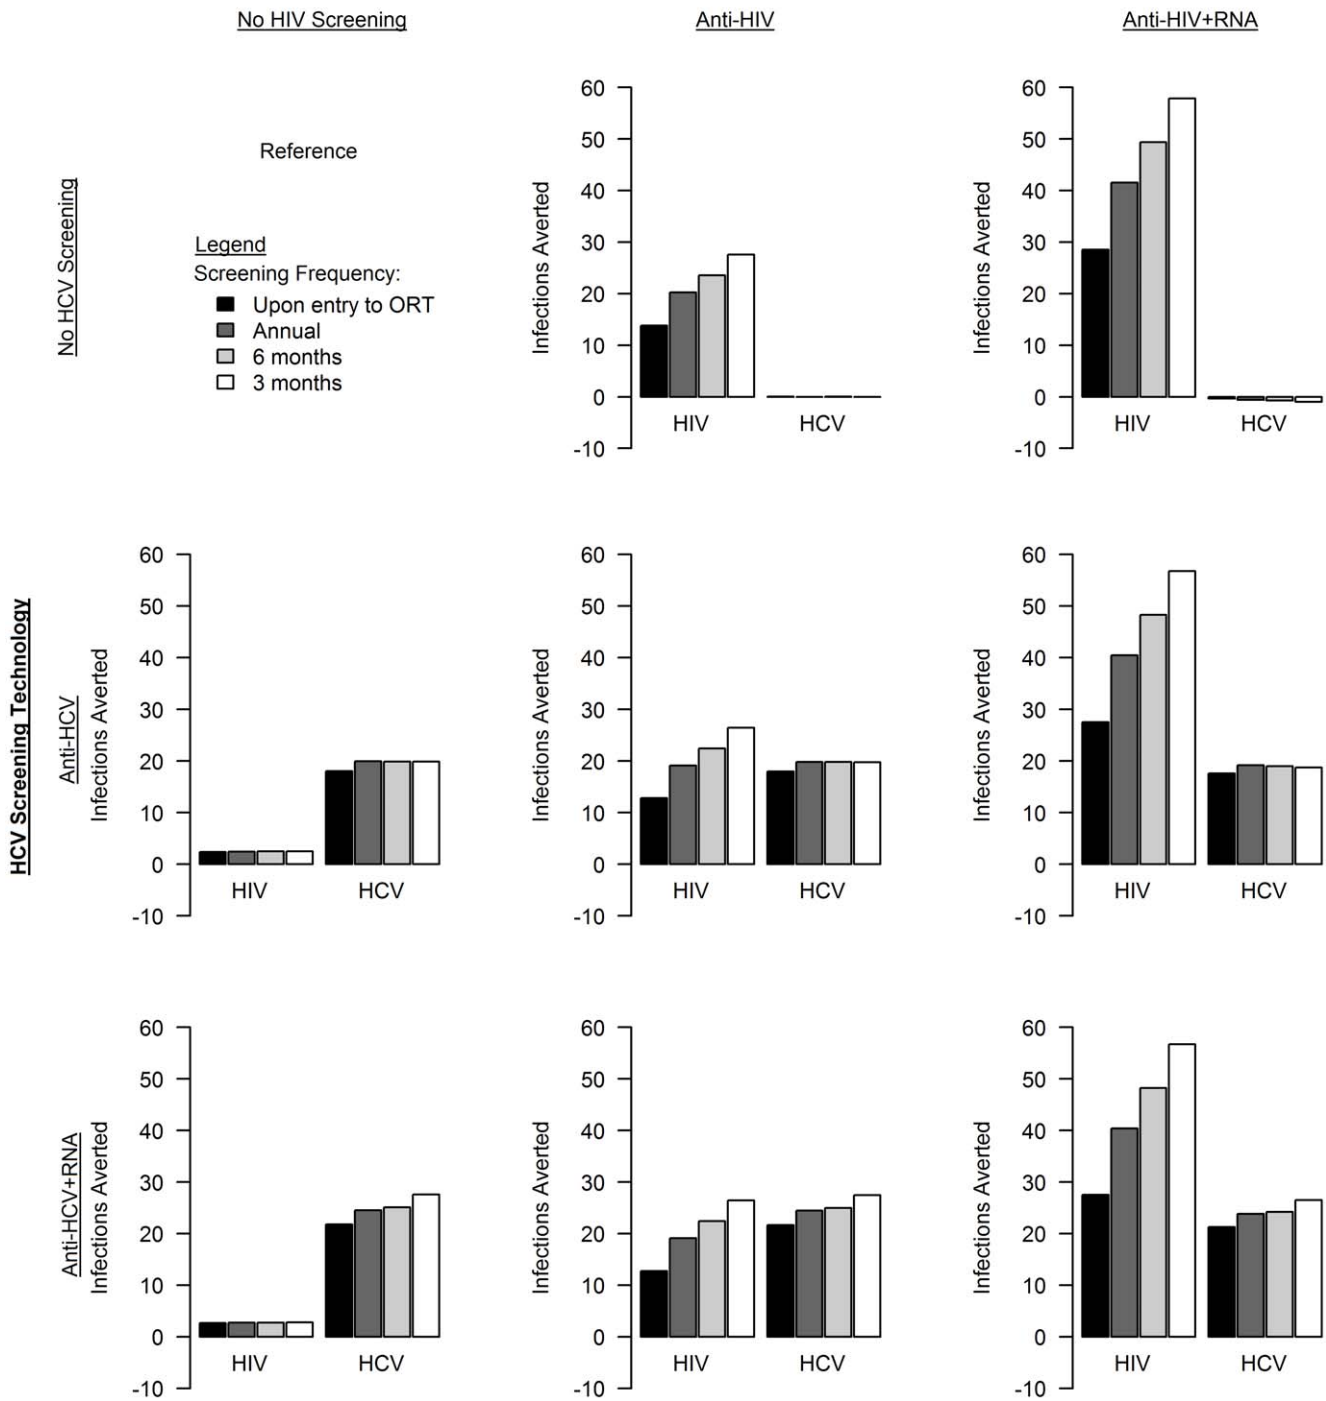 No HIV Screening
Anti-HIV
Anti-HIV+RNA
No HCV Screening
Reference
Legend
Screening Frequency:
Upon entry to ORT
Annual
6 months
3 months
Infections Averted
60
50
40
30
20
10
0
-10
HIV
HCV
Infections Averted
60
50
40
30
20
10
0
-10
HIV
HCV
HCV Screening Technology
Anti-HCV
Infections Averted
60
50
40
30
20
10
0
-10
HIV
HCV
Infections Averted
60
50
40
30
20
10
0
-10
HIV
HCV
Infections Averted
60
50
40
30
20
10
0
-10
HIV
HCV
Anti-HCV+RNA
Infections Averted
60
50
40
30
20
10
0
-10
HIV
HCV
Infections Averted
60
50
40
30
20
10
0
-10
HIV
HCV
Infections Averted
60
50
40
30
20
10
0
-10
HIV
HCV